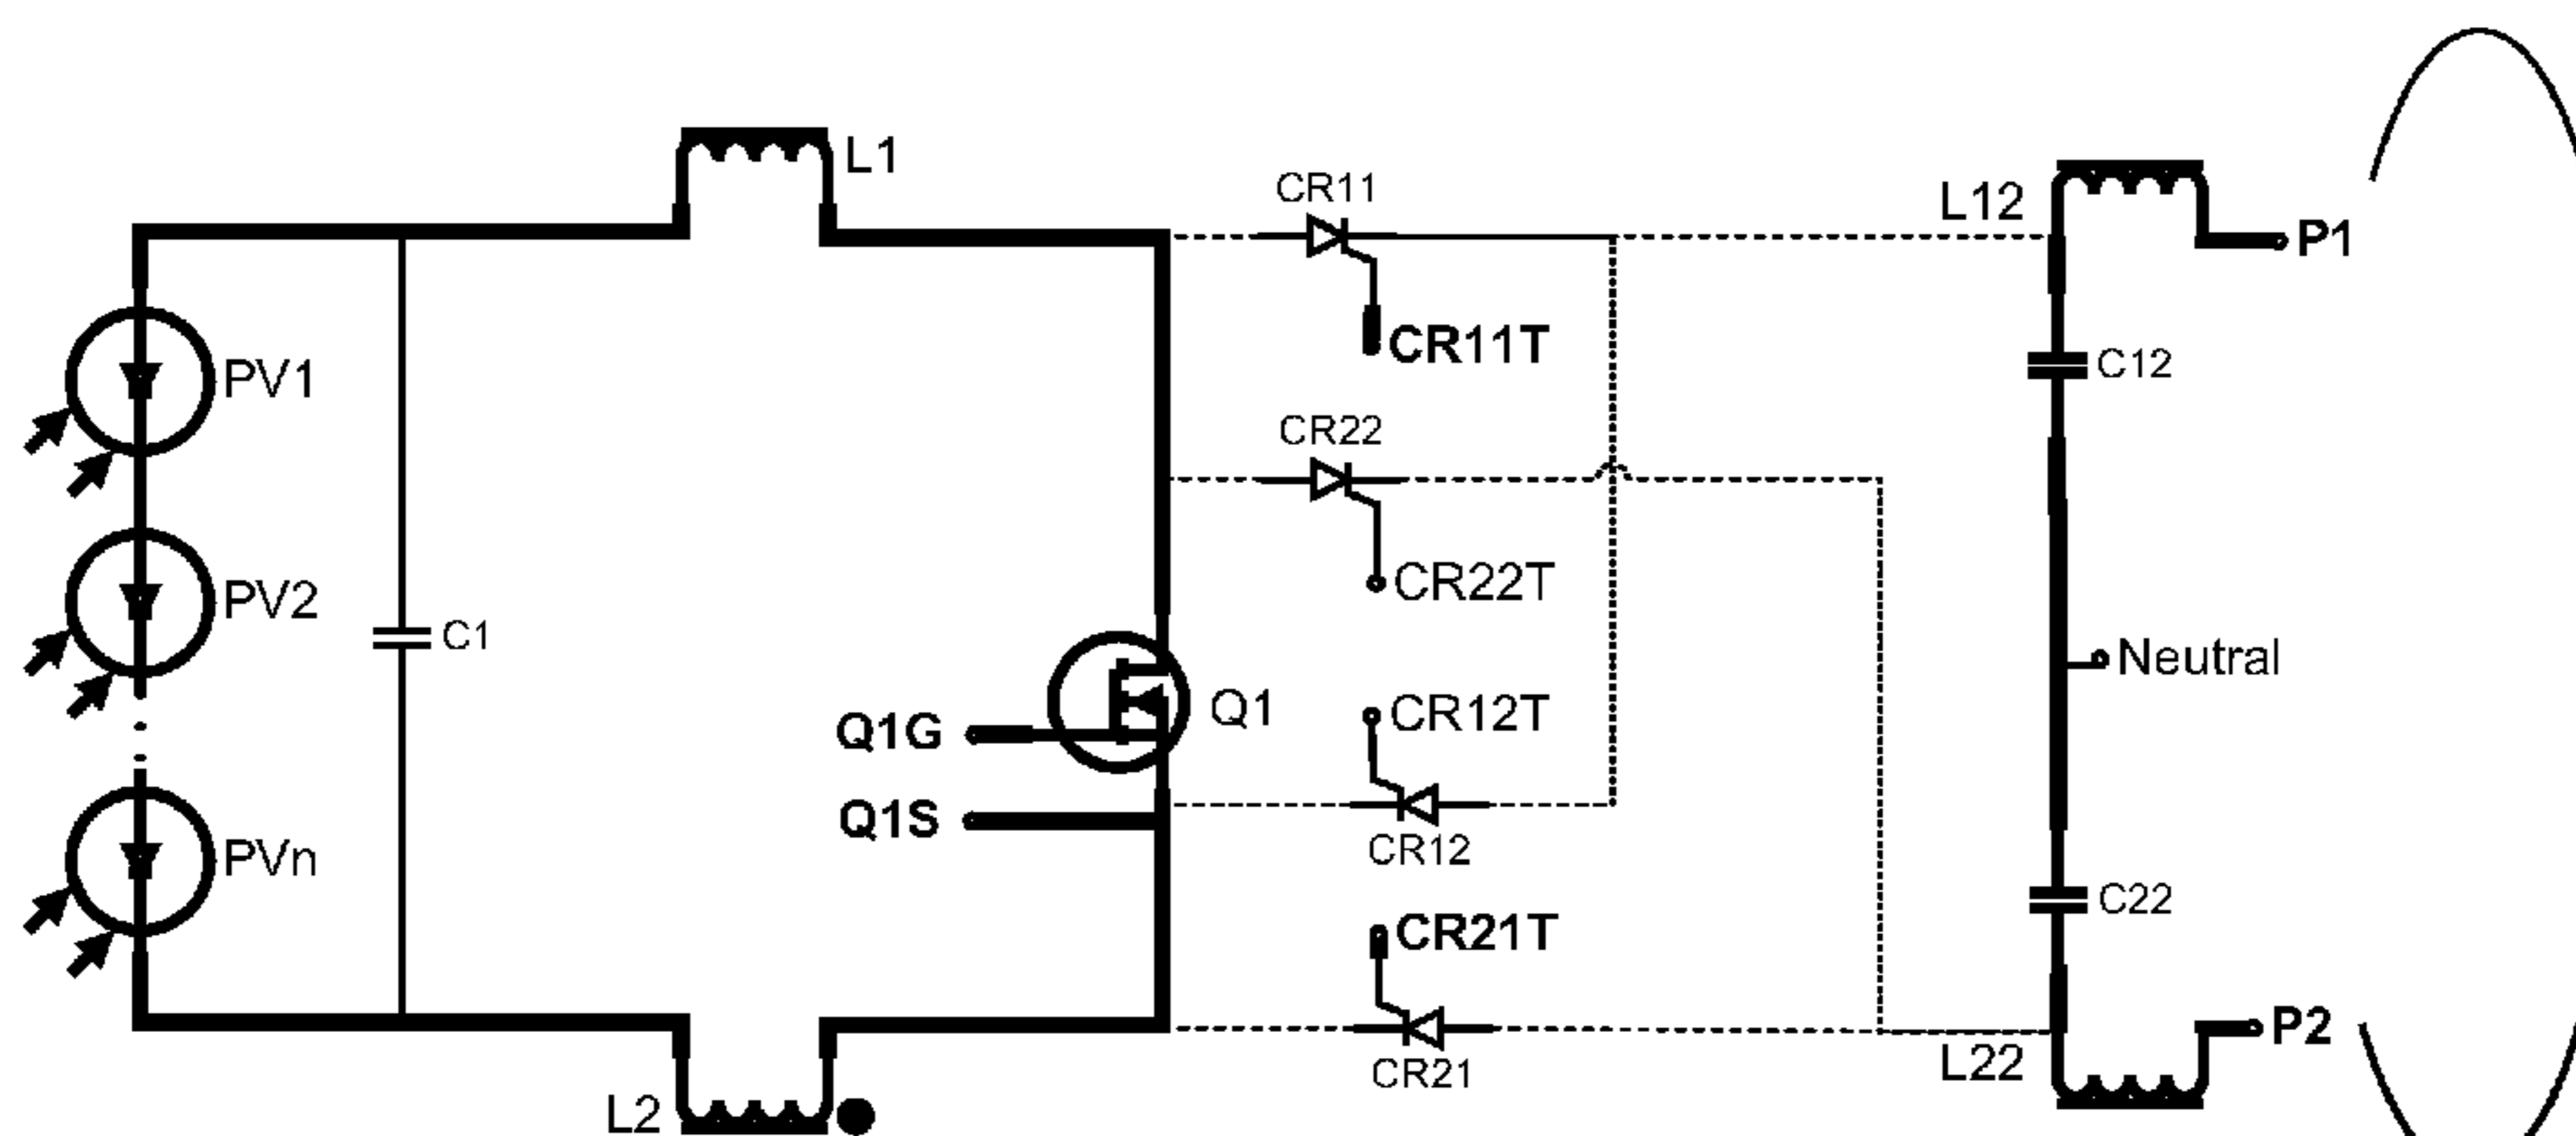 L1
CR11
L12
P1
CR11T
C12
PV1
CR22
CR22T
PV2
C1
Neutral
Q1
CR12T
Q1G
Q1S
CR12
PVn
C22
CR21T
P2
L22
CR21
L2